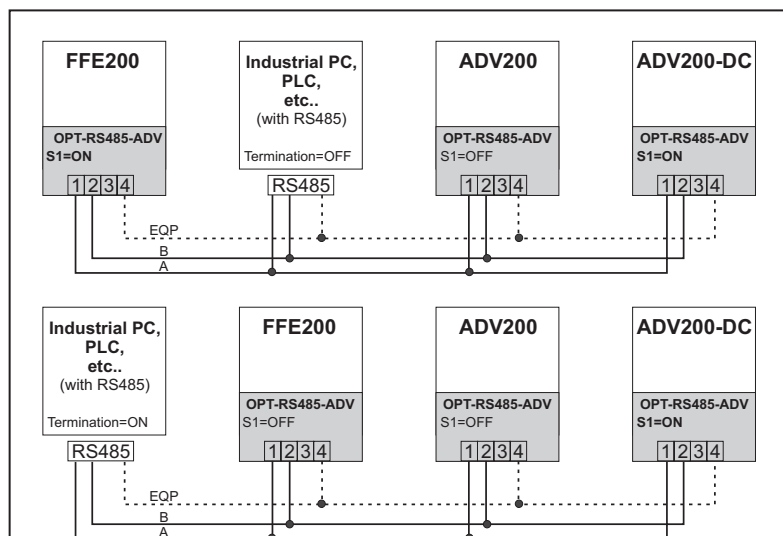 FFE200
OPT-RS485-ADV
S1=ON
1 2 3 4
Industrial PC,
PLC,
etc..
(with RS485)
Termination=OFF
RS485
ADV200
OPT-RS485-ADV
S1=OFF
1 2 3 4
ADV200-DC
OPT-RS485-ADV
S1=ON
1 2 3 4
EQP
B
A
Industrial PC,
PLC,
etc..
(with RS485)
Termination=ON
RS485
FFE200
OPT-RS485-ADV
S1=OFF
1 2 3 4
ADV200
OPT-RS485-ADV
S1=OFF
1 2 3 4
ADV200-DC
OPT-RS485-ADV
S1=ON
1 2 3 4
EQP
B
A